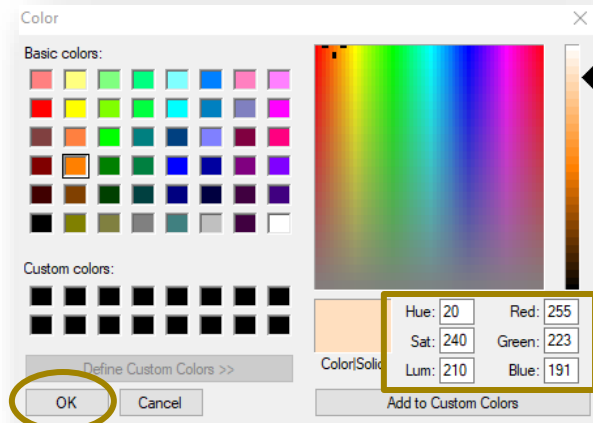 Color
Basic colors:
Custom colors:
Define Custom Colors >>
OK Cancel
Color|Solid
Hue: 20 Red: 255
Sat: 240 Green: 223
Lum: 210 Blue: 191
Add to Custom Colors